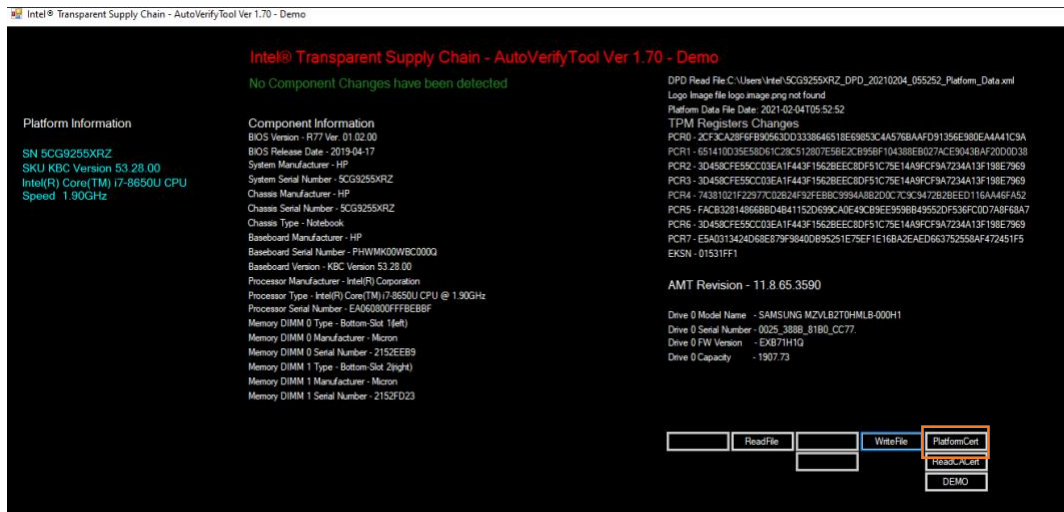 Intel® Transparent Supply Chain - AutoVerifyTool Ver 1.70 - Demo
Intel® Transparent Supply Chain - AutoVerifyTool Ver 1.70 - Demo
No Component Changes have been detected
Platform Information
SN 5CG9255XRZ
SKU KBC Version 53.28.00
Intel(R) Core(TM) i7-8650U CPU
Speed 1.90GHz
Component Information
BIOS Version - R77 Ver. 01.02.00
BIOS Release Date - 2019-04-17
System Manufacturer - HP
System Serial Number - 5CG9255XRZ
Chassis Manufacturer - HP
Chassis Serial Number - 5CG9255XRZ
Chassis Type - Notebook
Baseboard Manufacturer - HP
Baseboard Serial Number - PHWMK00WBC000Q
Baseboard Version - KBC Version 53.28.00
Processor Manufacturer - Intel(R) Corporation
Processor Type - Intel(R) Core(TM) i7-8650U CPU @ 1.90GHz
Processor Serial Number - EA060800FFFBEBBF
Memory DIMM 0 Type - Bottom-Slot 1(left)
Memory DIMM 0 Manufacturer - Micron
Memory DIMM 0 Serial Number - 2152EEB9
Memory DIMM 1 Type - Bottom-Slot 2(right)
Memory DIMM 1 Manufacturer - Micron
Memory DIMM 1 Serial Number - 2152FD23
DPD Read File:C:\Users\Intel\5CG9255XRZ_DPD_20210204_055252_Platform_Data.xml
Logo Image file logo.image.png not found
Platform Data File Date: 2021-02-04T05:52:52
TPM Registers Changes
PCR0 - 2CF3CA28F6FB90563DD3338646518E69853C4A576BAAFD91356E980EA4A41C9A
PCR1 - 651410D35E58D61C28C512807E5BE2CB95BF104388EB027ACE9043BAF20D0D38
PCR2 - 3D458CFE55CC03EA1F443F1562BEEC8DF51C75E14A9FCF9A7234A13F198E7969
PCR3 - 3D458CFE55CC03EA1F443F1562BEEC8DF51C75E14A9FCF9A7234A13F198E7969
PCR4 - 74381021F22977C02B24F92FEBBC9994A8B2D0C7C9C9472B2BEED116AA46FA52
PCR5 - FACB32814866BBD4B41152D699CA0E49CB9EE959BB49552DF536FC0D7A8F68A7
PCR6 - 3D458CFE55CC03EA1F443F1562BEEC8DF51C75E14A9FCF9A7234A13F198E7969
PCR7 - E5A0313424D68E879F9840DB95251E75EF1E16BA2EAED663752558AF472451F5
EKSN - 01531FF1
AMT Revision - 11.8.65.3590
Drive 0 Model Name - SAMSUNG MZVLB2T0HMLB-000H1
Drive 0 Serial Number - 0025_388B_81B0_CC77.
Drive 0 FW Version - EXB71H1Q
Drive 0 Capacity - 1907.73
ReadFile
WriteFile
PlatformCert
ReadCACert
DEMO